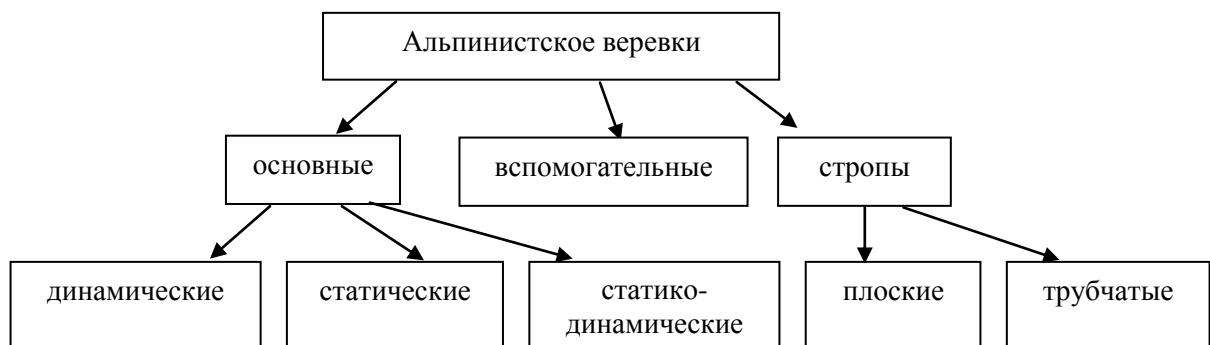 Альпинистское веревки
основные
вспомогательные
стропы
динамические
статические
статико-
динамические
плоские
трубчатые